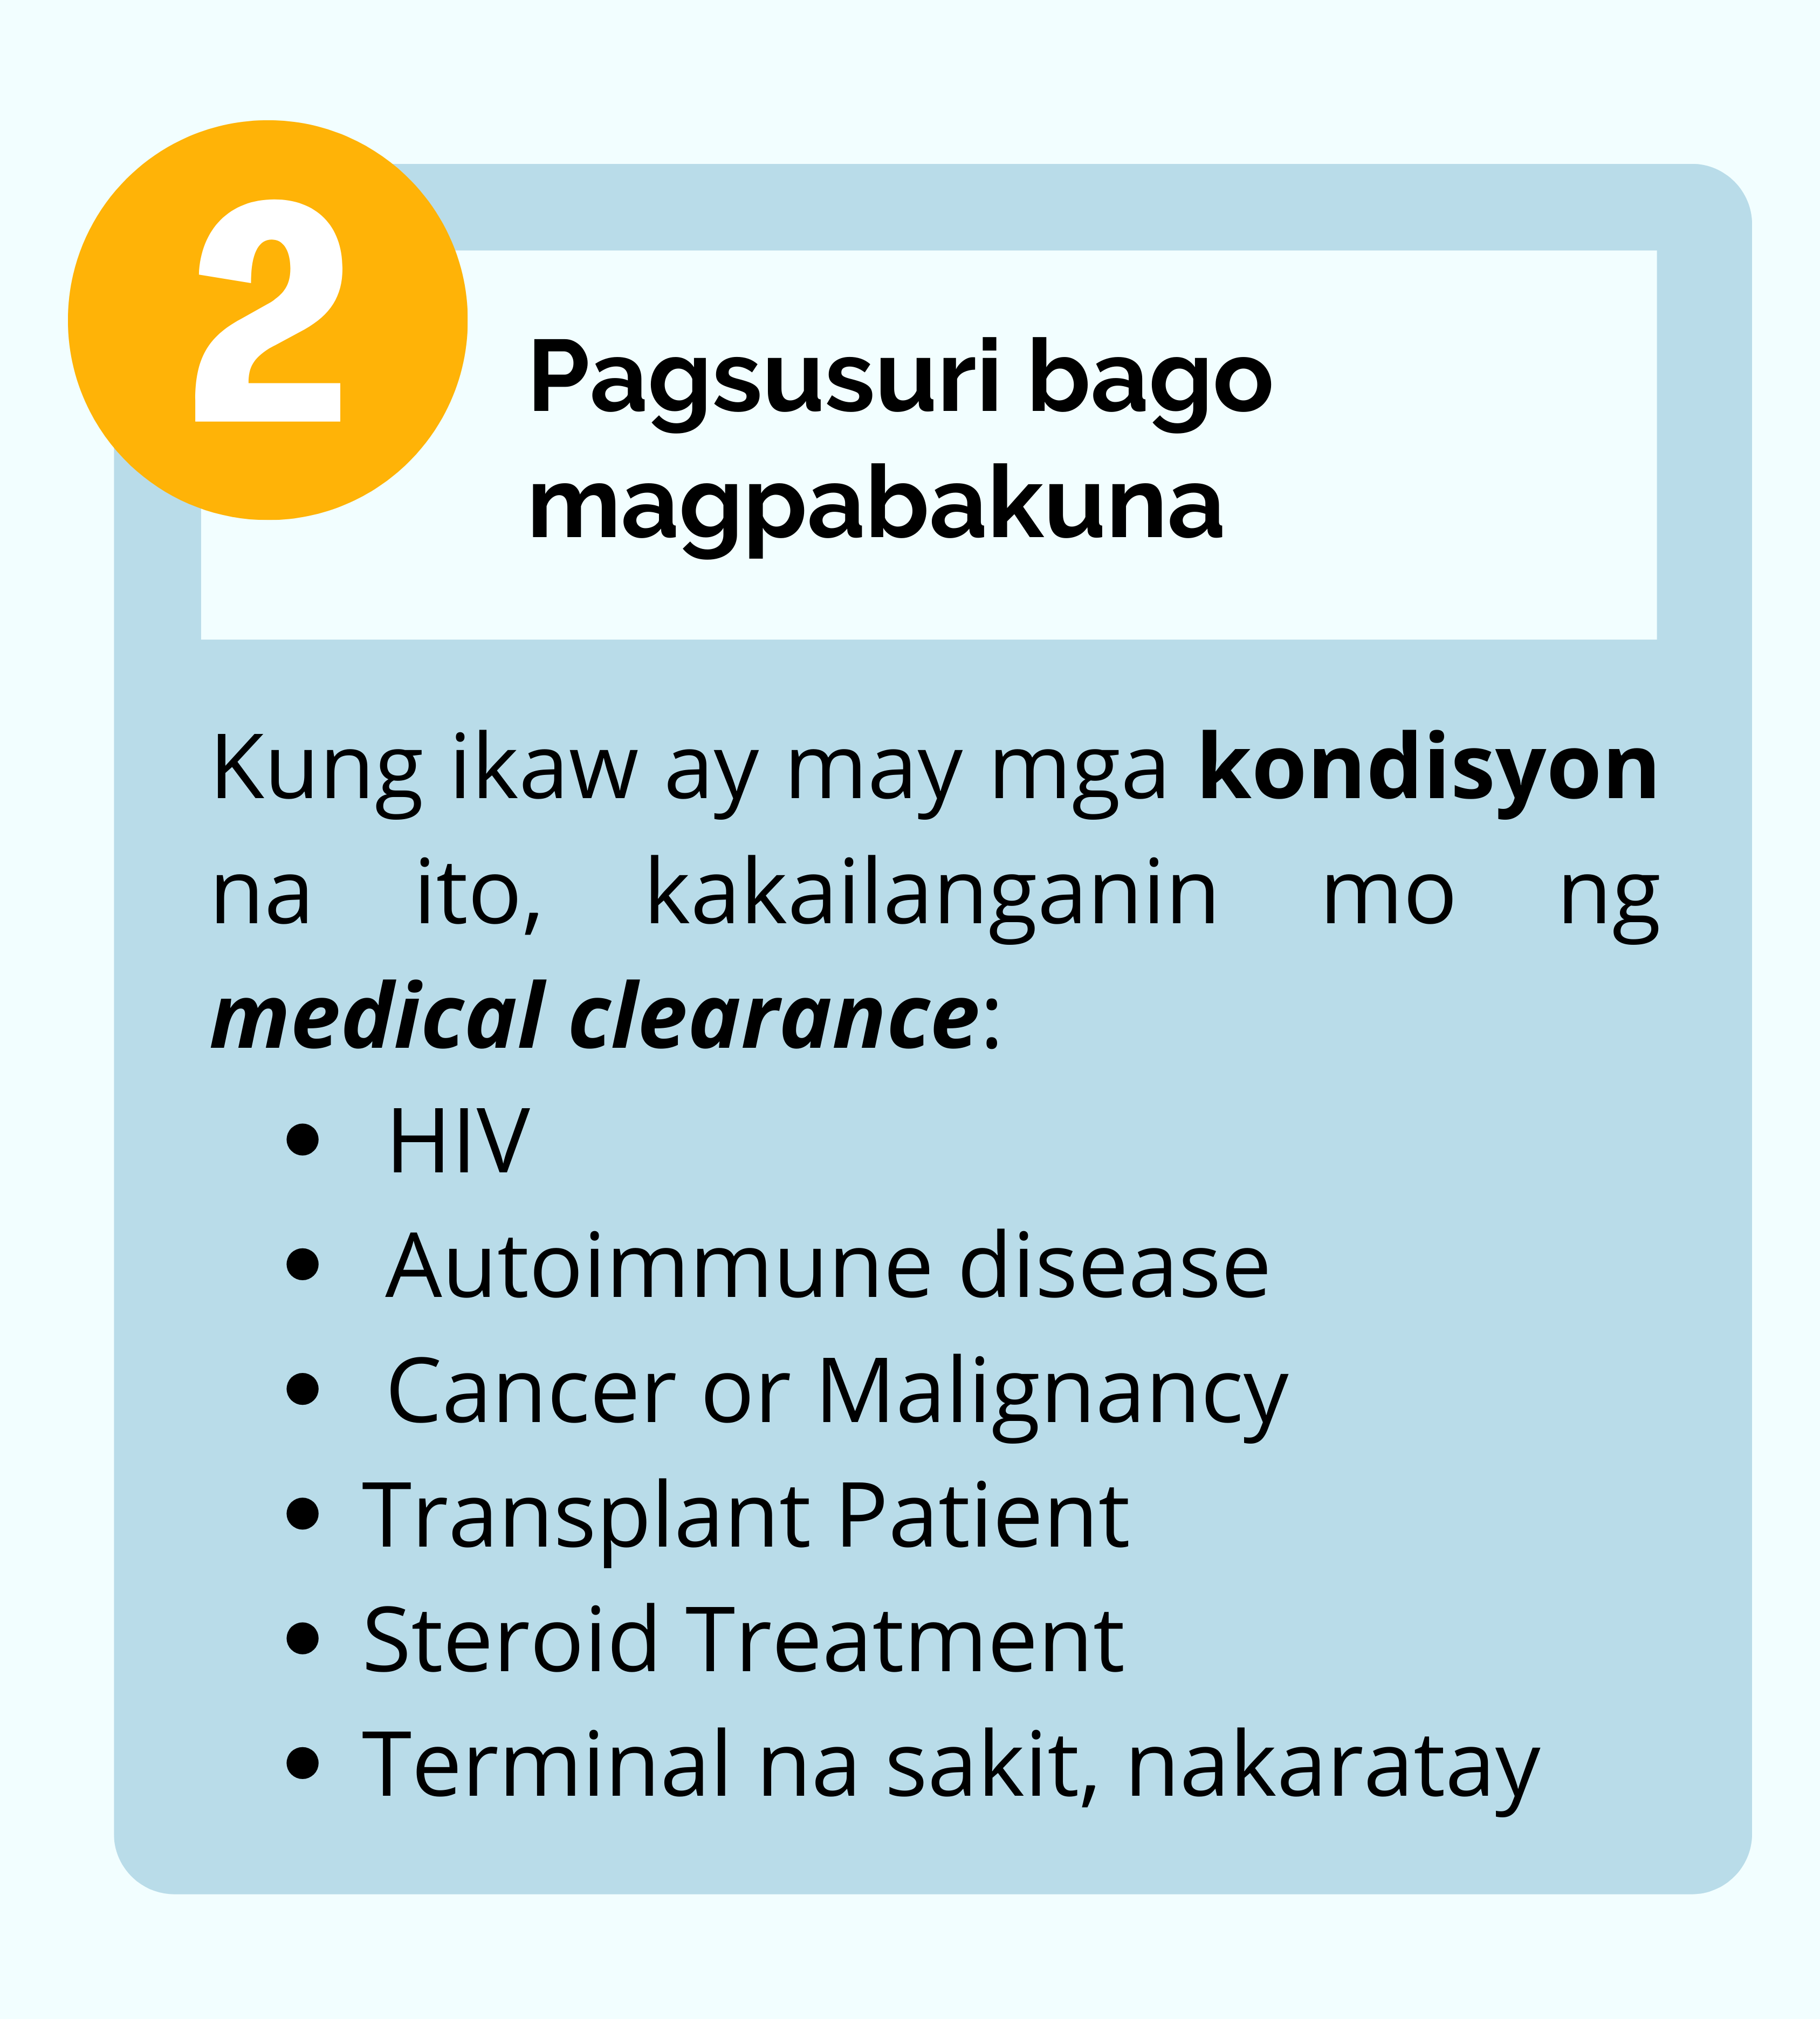 2
Pagsusuri bago
magpabakuna
Kung ikaw ay may mga kondisyon
na ito, kakailanganin mo ng
medical clearance:
• HIV
• Autoimmune disease
• Cancer or Malignancy
• Transplant Patient
• Steroid Treatment
• Terminal na sakit, nakaratay